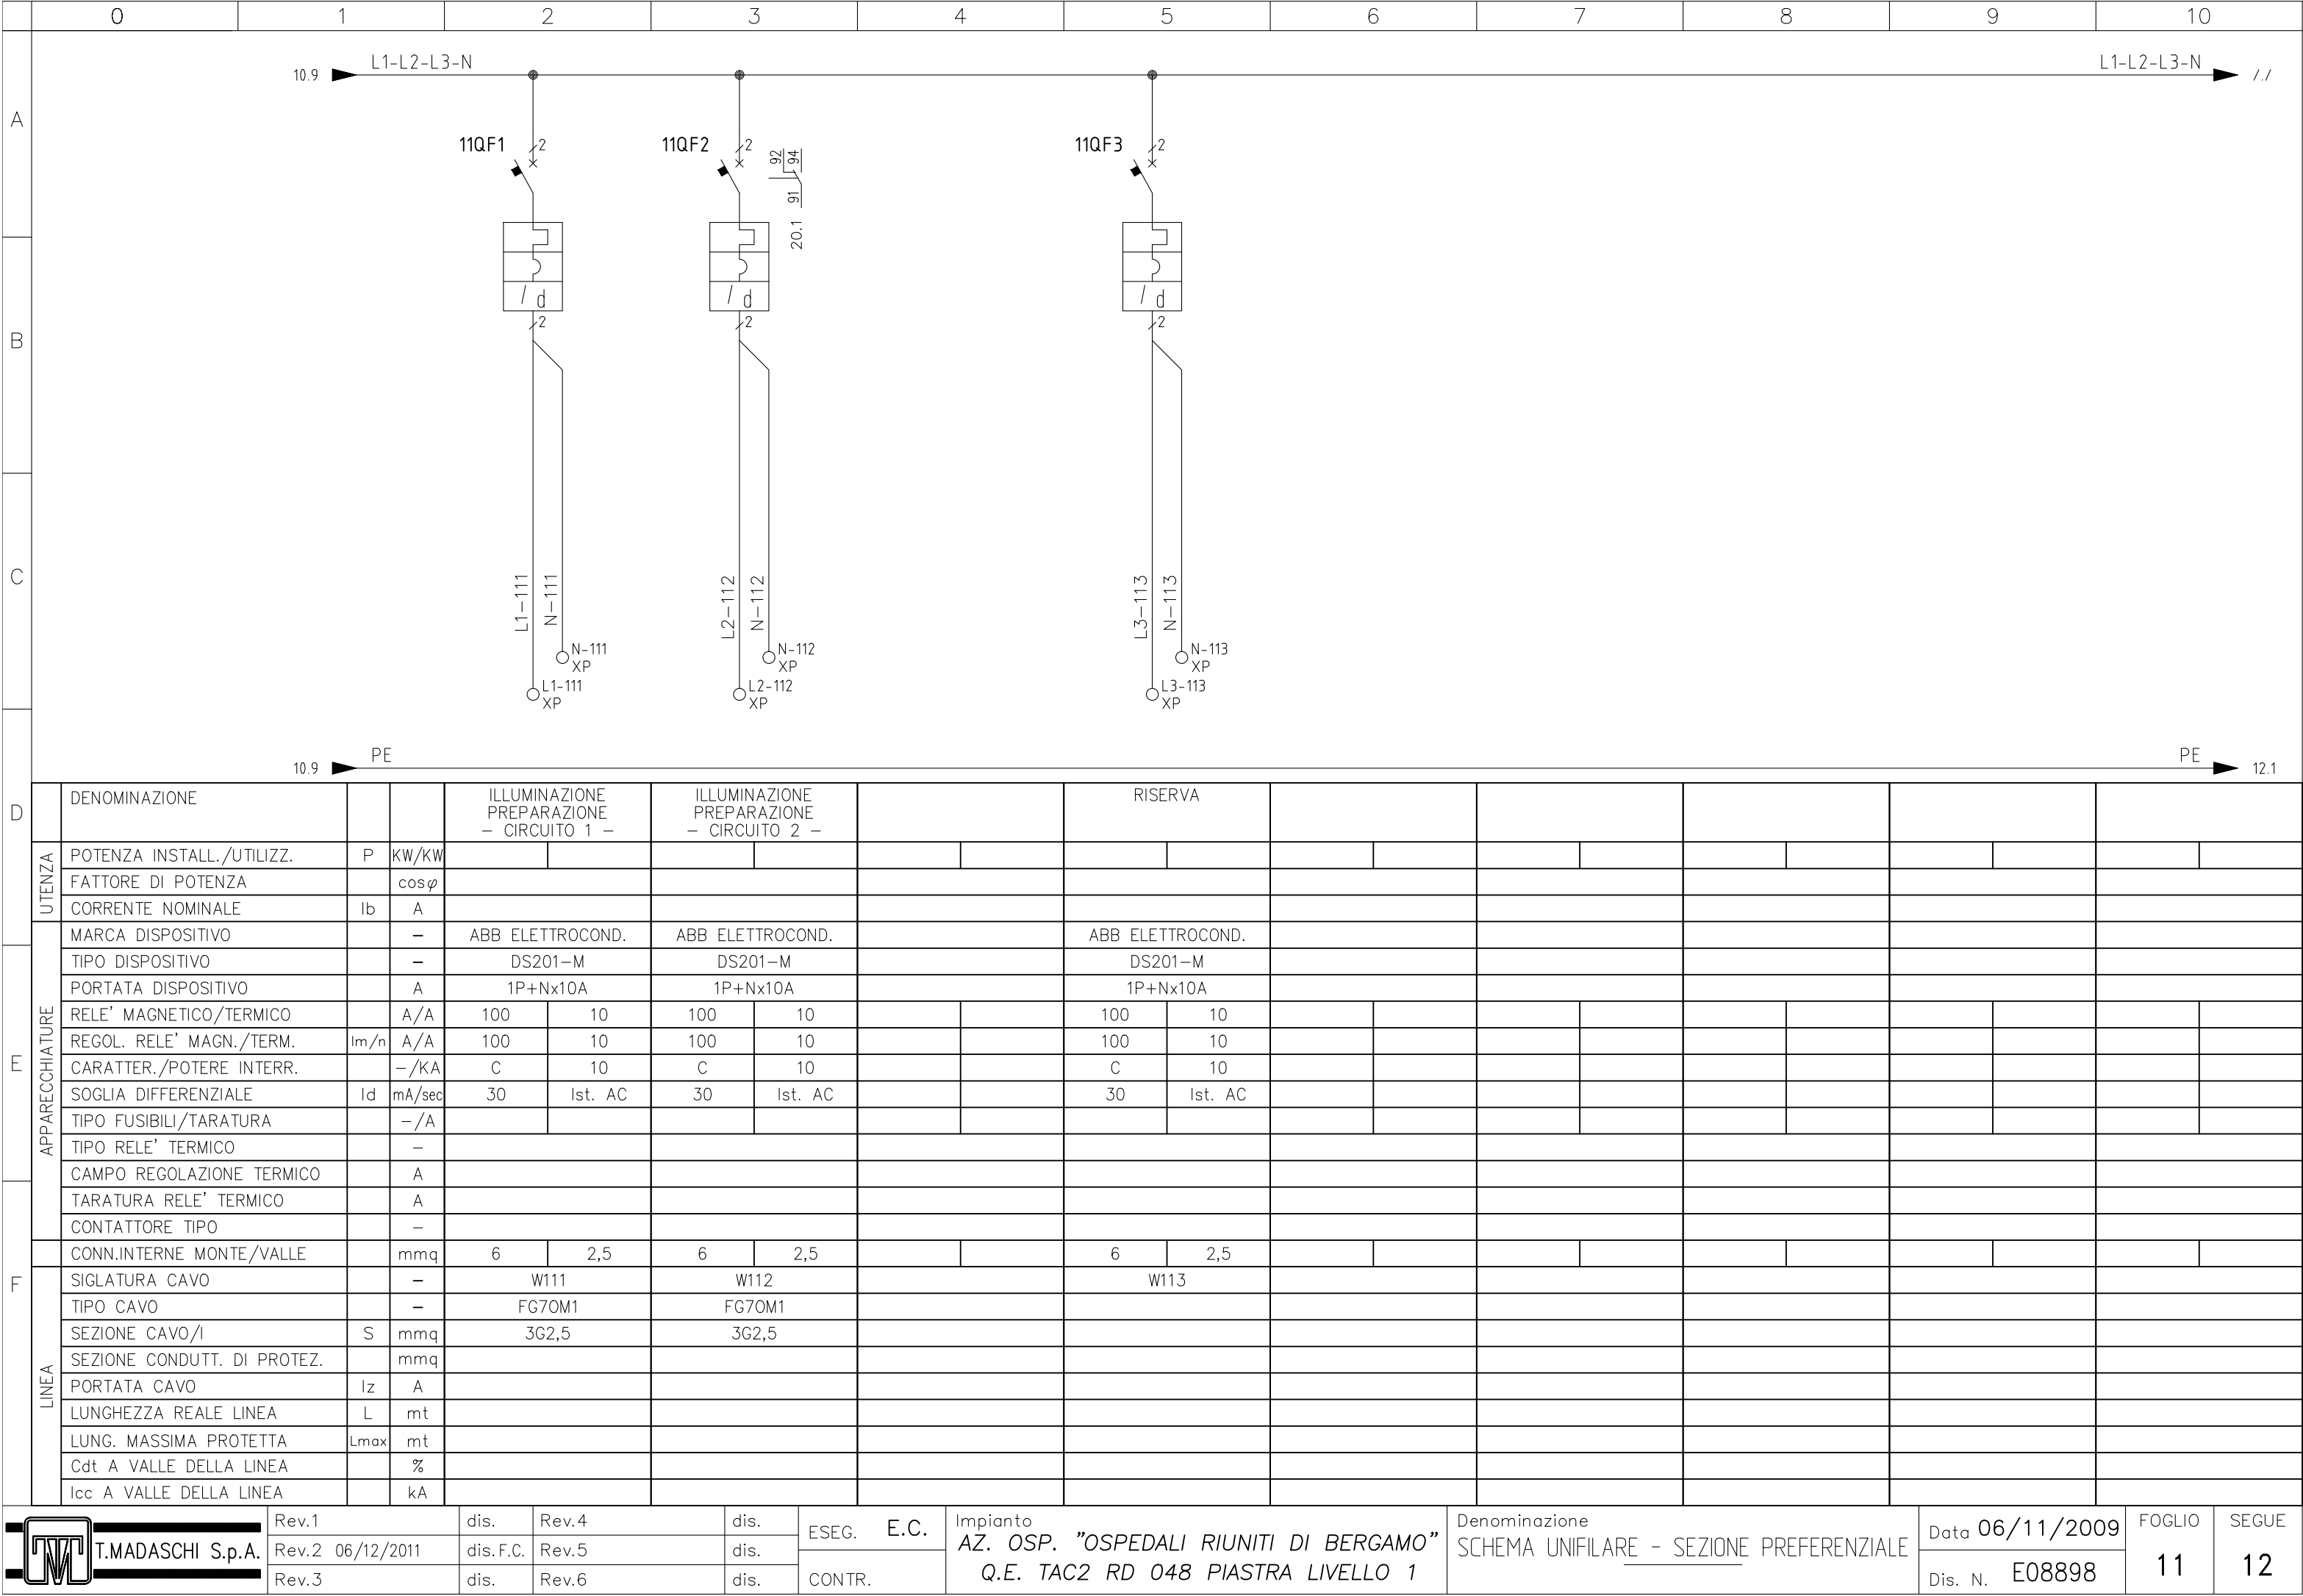 0 1 2 3 4 5 6 7 8 9 10
L1-L2-L3-N L1-L2-L3-N
10.9 /./
A
11QF1 2 11QF2 2 92 94 11QF3 2
91
20.1
d d d
2 2 2
B
C
L1-111 N-111 L2-112 N-112 L3-113 N-113
N-111 N-112 N-113
XP XP XP
L1-111 L2-112 L3-113
XP XP XP
PE PE
10.9 12.1
D
DENOMINAZIONE ILLUMINAZIONE ILLUMINAZIONE RISERVA
PREPARAZIONE PREPARAZIONE
- CIRCUITO 1 - - CIRCUITO 2 -
UTENZA
POTENZA INSTALL./UTILIZZ. P KW/KW
FATTORE DI POTENZA cosφ
CORRENTE NOMINALE Ib A
APPARECCHIATURE
MARCA DISPOSITIVO - ABB ELETTROCOND. ABB ELETTROCOND. ABB ELETTROCOND.
TIPO DISPOSITIVO - DS201-M DS201-M DS201-M
PORTATA DISPOSITIVO A 1P+Nx10A 1P+Nx10A 1P+Nx10A
RELE' MAGNETICO/TERMICO A/A 100 10 100 10 100 10
REGOL. RELE' MAGN./TERM. Im/n A/A 100 10 100 10 100 10
E
CARATTER./POTERE INTERR. -/KA C 10 C 10 C 10
SOGLIA DIFFERENZIALE Id mA/sec 30 Ist. AC 30 Ist. AC 30 Ist. AC
TIPO FUSIBILI/TARATURA -/A
TIPO RELE' TERMICO -
CAMPO REGOLAZIONE TERMICO A
TARATURA RELE' TERMICO A
CONTATTORE TIPO -
CONN.INTERNE MONTE/VALLE mmq 6 2,5 6 2,5 6 2,5
F
LINEA
SIGLATURA CAVO - W111 W112 W113
TIPO CAVO - FG7OM1 FG7OM1
SEZIONE CAVO/I S mmq 3G2,5 3G2,5
SEZIONE CONDUTT. DI PROTEZ. mmq
PORTATA CAVO Iz A
LUNGHEZZA REALE LINEA L mt
LUNG. MASSIMA PROTETTA Lmax mt
Cdt A VALLE DELLA LINEA %
Icc A VALLE DELLA LINEA kA
T.MADASCHI S.p.A.
Rev.1 dis. Rev.4 dis.
Rev.2 06/12/2011 dis.F.C. Rev.5 dis.
Rev.3 dis. Rev.6 dis.
ESEG. E.C.
CONTR.
Impianto
AZ. OSP. "OSPEDALI RIUNITI DI BERGAMO"
Q.E. TAC2 RD 048 PIASTRA LIVELLO 1
Denominazione
SCHEMA UNIFILARE - SEZIONE PREFERENZIALE
Data 06/11/2009
Dis. N. E08898
FOGLIO
11
SEGUE
12